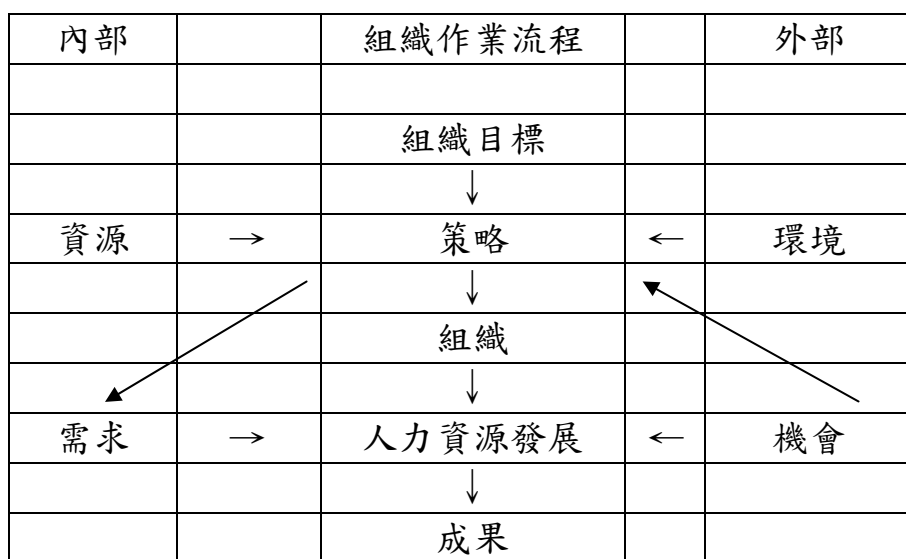 內部 組織作業流程 外部
組織目標
↓
資源 → 策略 ← 環境
↓
組織
↓
需求 → 人力資源發展 ← 機會
↓
成果